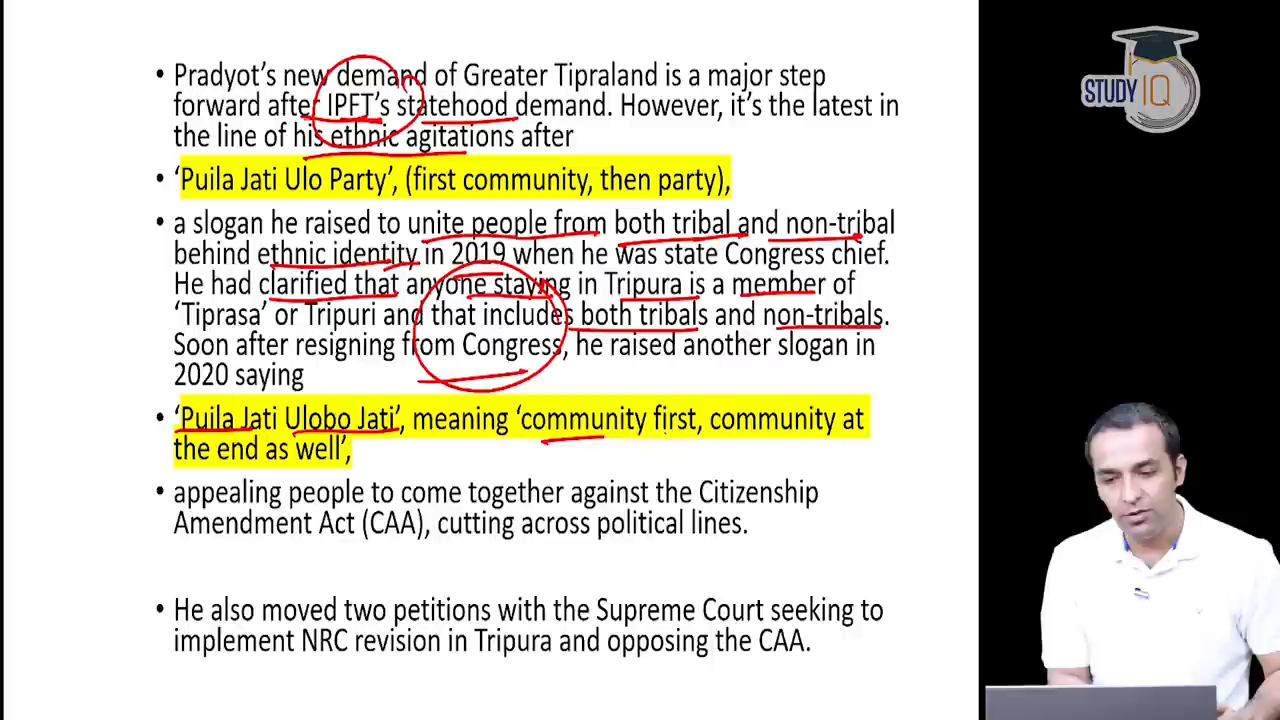 • Pradyot's new demand of Greater Tipraland is a major step
forward after IPFT's statehood demand. However, it's the latest in
the line of his ethnic agitations after
• 'Puila Jati Ulo Party', (first community, then party),
a slogan he raised to unite people from both tribal and non-tribal
behind ethnic identity in 2019 when he was state Congress chief.
He had clarified that anyone staying in Tripura is a member of
'Tiprasa' or Tripuri and that includes both tribals and non-tribals.
Soon after resigning from Congress, he raised another slogan in
2020 saying
• 'Puila Jati Ulobo Jati', meaning 'community first, community at
the end as well',
• appealing people to come together against the Citizenship
Amendment Act (CAA), cutting across political lines.
• He also moved two petitions with the Supreme Court seeking to
implement NRC revision in Tripura and opposing the CAA.
STUDY IQ